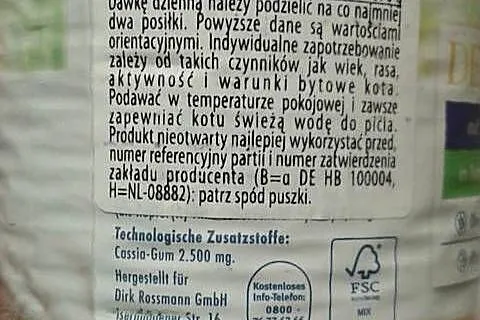 Dawkę dzienną należy podzielić na co najmniej
dwa posiłki. Powyższe dane są wartościami
orientacyjnymi. Indywidualne zapotrzebowanie
zależy od takich czynników jak wiek, rasa,
aktywność i warunki bytowe kota.
Podawać w temperaturze pokojowej i zawsze
zapewniać kotu świeżą wodę do picia.
Produkt nieotwarty najlepiej wykorzystać przed,
numer referencyjny partii i numer zatwierdzenia
zakładu producenta (B=α DE HB 100004,
H=NL-08882): patrz spód puszki.
Technologische Zusatzstoffe:
Cassia-Gum 2.500 mg.
Hergestellt für
Dirk Rossmann GmbH
Isernhägener Str. 16
Kostenloses
Info-Telefon:
0800 -
FSC
MIX